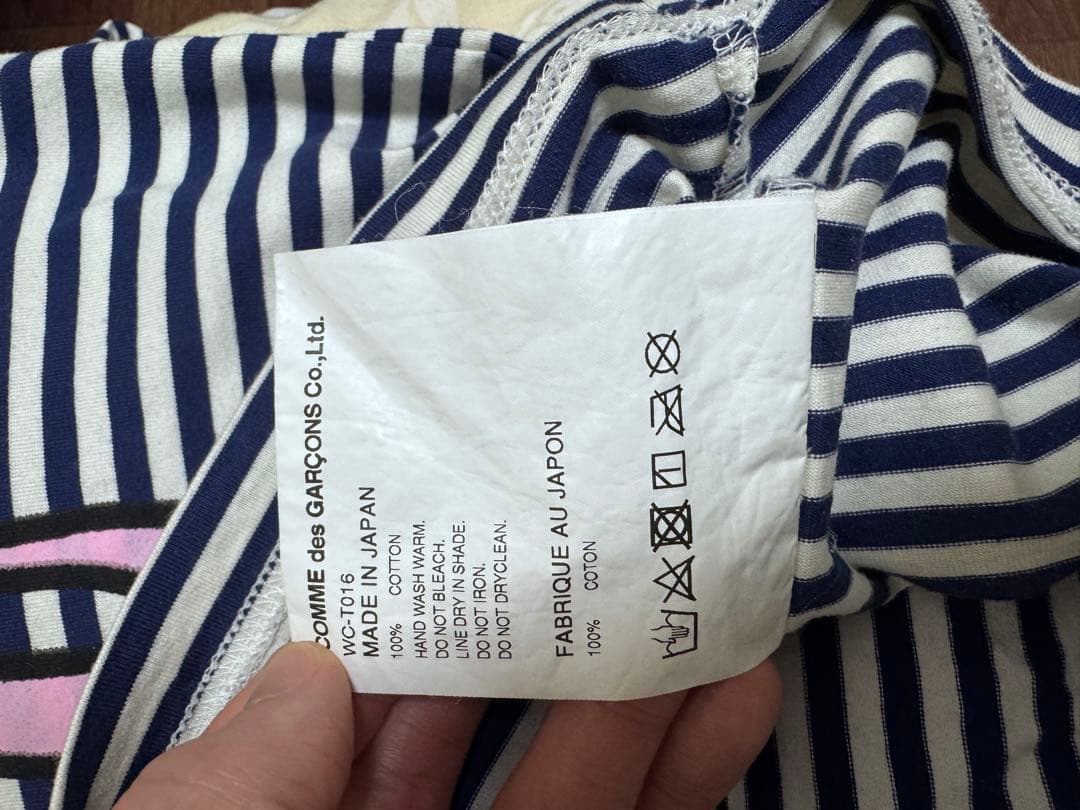 COMME des GARÇONS Co.,Ltd.
WC-T016
MADE IN JAPAN
100% COTTON
HAND WASH WARM.
DO NOT BLEACH.
LINE DRY IN SHADE.
DO NOT IRON.
DO NOT DRYCLEAN.
FABRIQUE AU JAPON
100% COTON